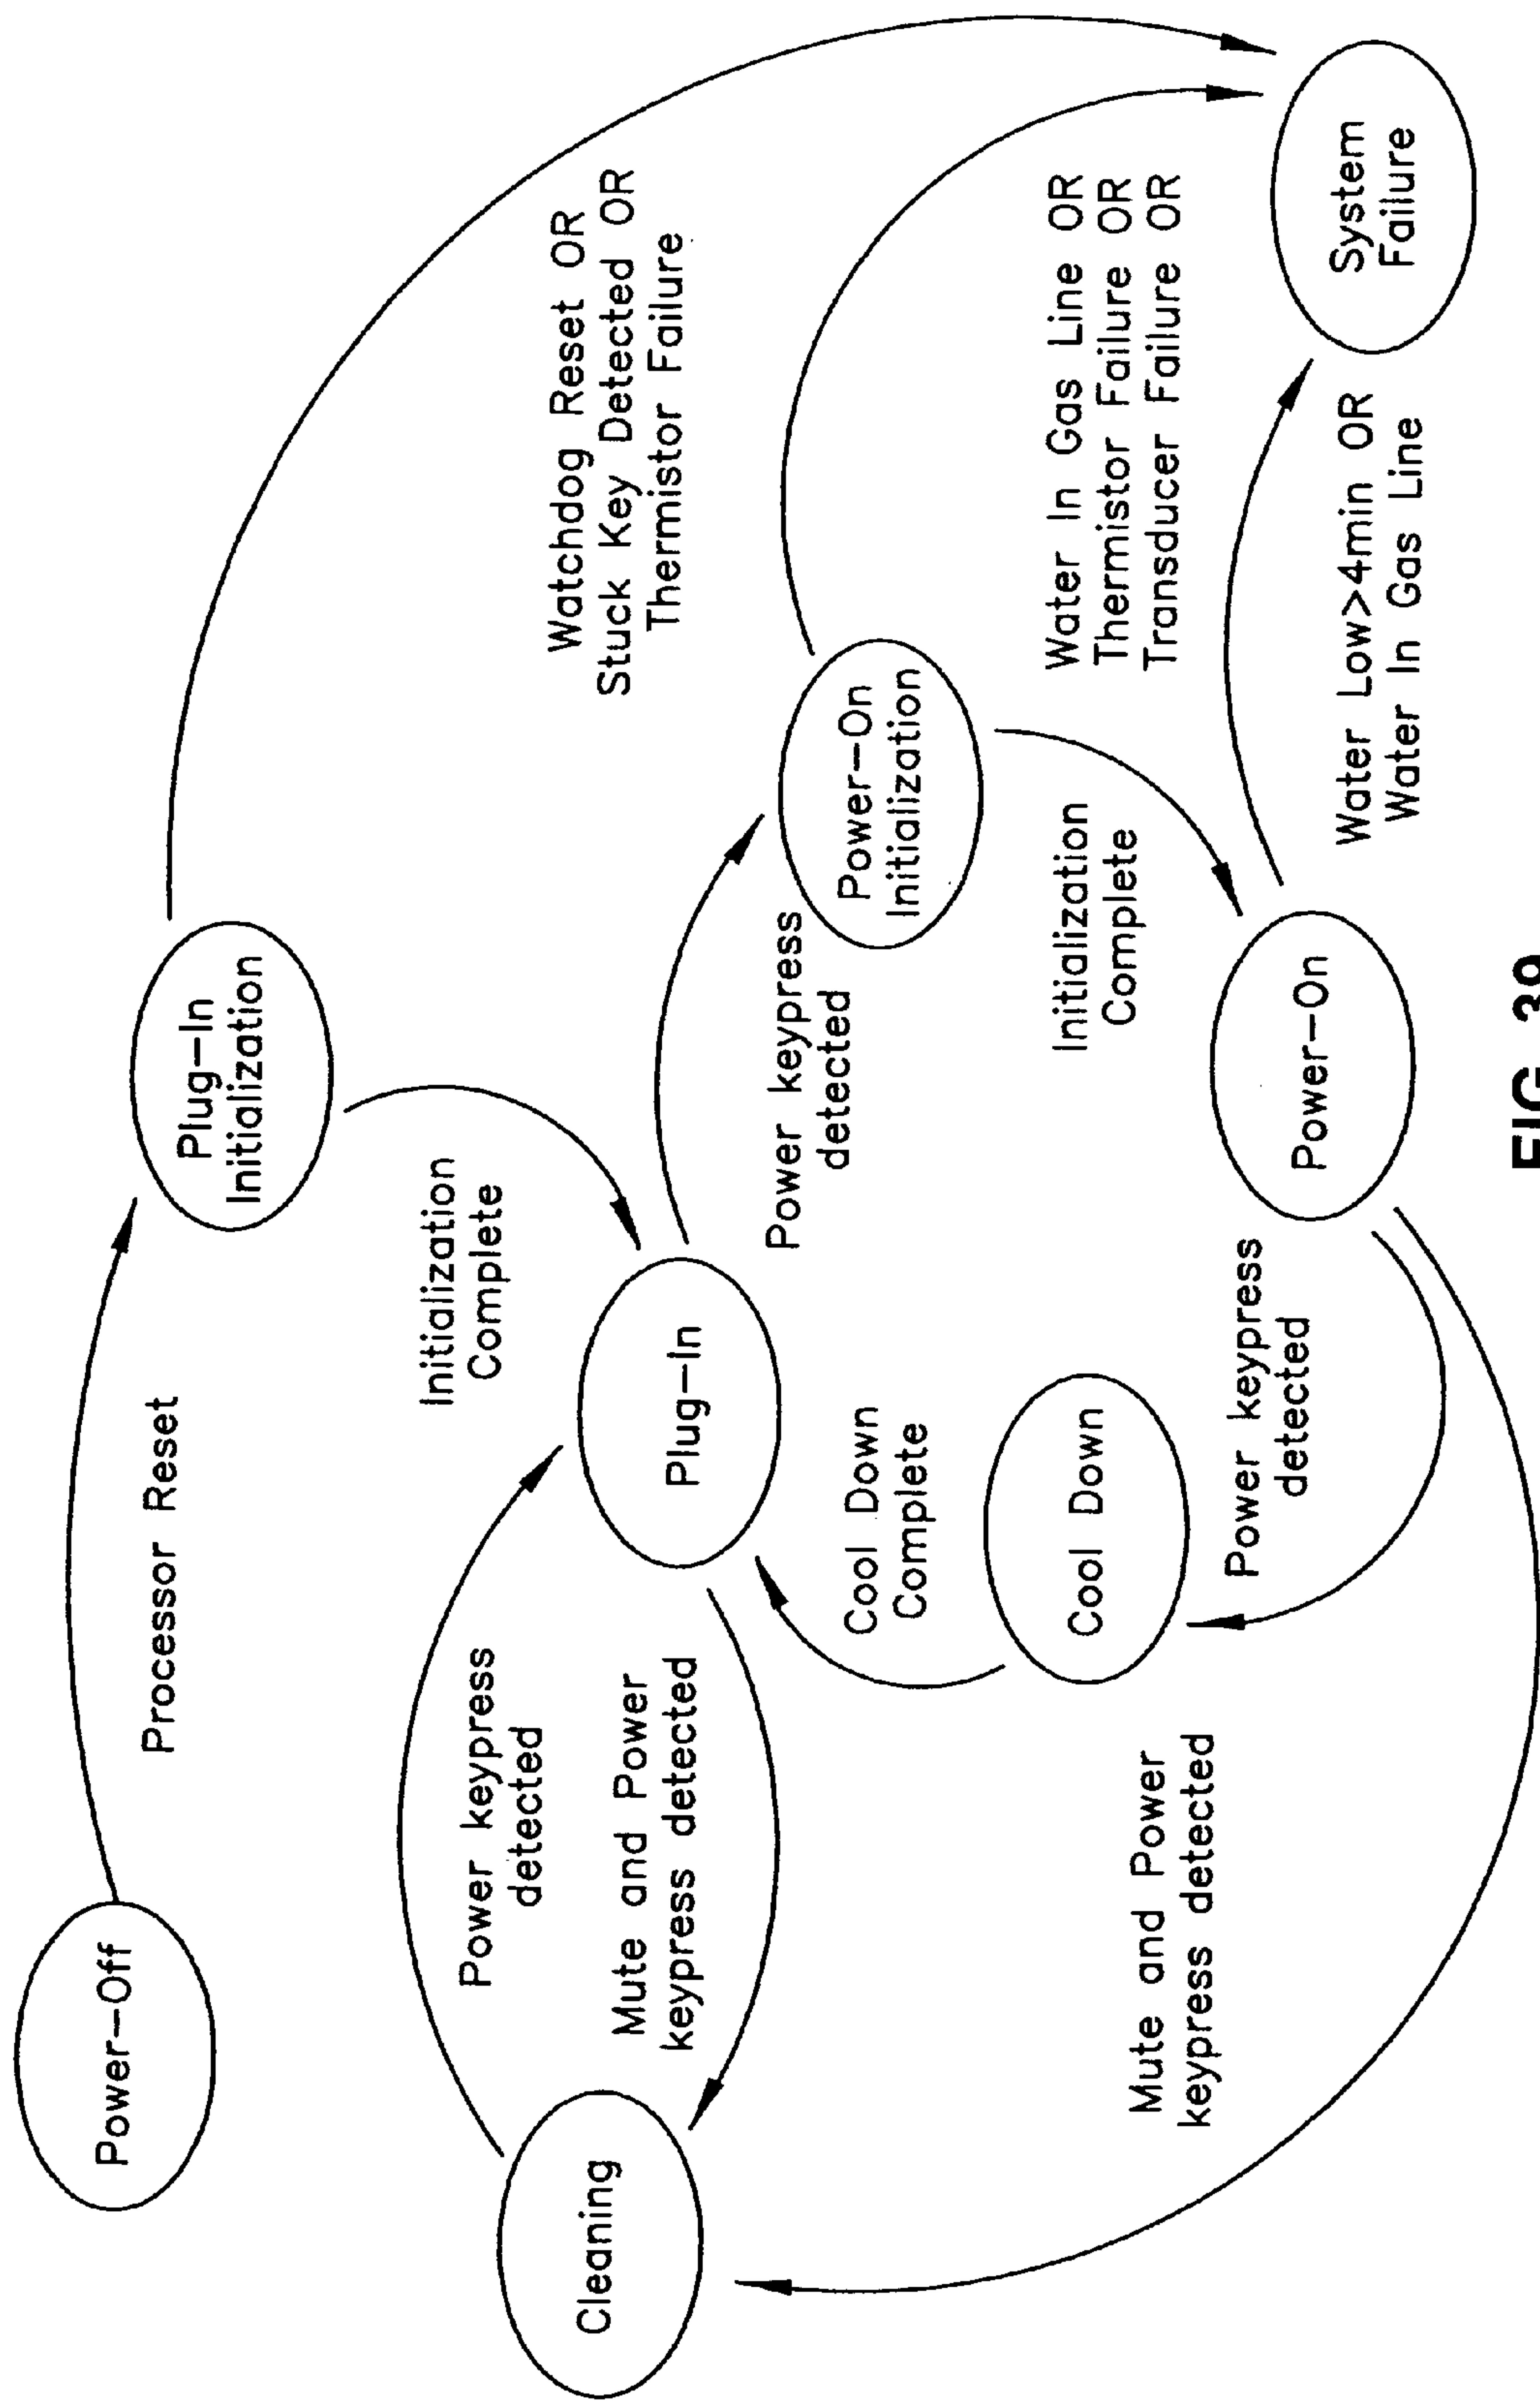 Power-Off
Processor Reset
Plug-In
Initialization
Watchdog Reset OR
Stuck Key Detected OR
Thermistor Failure
Initialization
Complete
Cleaning
Power keypress
detected
Mute and Power
keypress detected
Plug-In
Power keypress
detected
Power-On
Initialization
Water In Gas Line OR
Thermistor Failure OR
Transducer Failure OR
Cool Down
Complete
Cool Down
Initialization
Complete
Mute and Power
keypress detected
Power keypress
detected
Power-On
Water Low>4min OR
Water In Gas Line
System
Failure